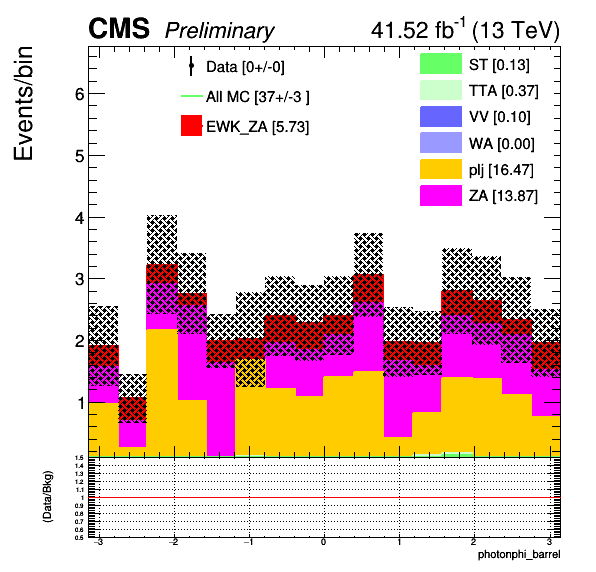 CMS Preliminary 41.52 fb-1 (13 TeV)
Events/bin
Data [0+/-0]
All MC [37+/-3 ]
EWK_ZA [5.73]
ST [0.13]
TTA [0.37]
VV [0.10]
WA [0.00]
plj [16.47]
ZA [13.87]
6
5
4
3
2
1
(Data/Bkg)
1.5
1.4
1.3
1.2
1.1
1
0.9
0.8
0.7
0.6
0.5
−3 −2 −1 0 1 2 3
photonphi_barrel